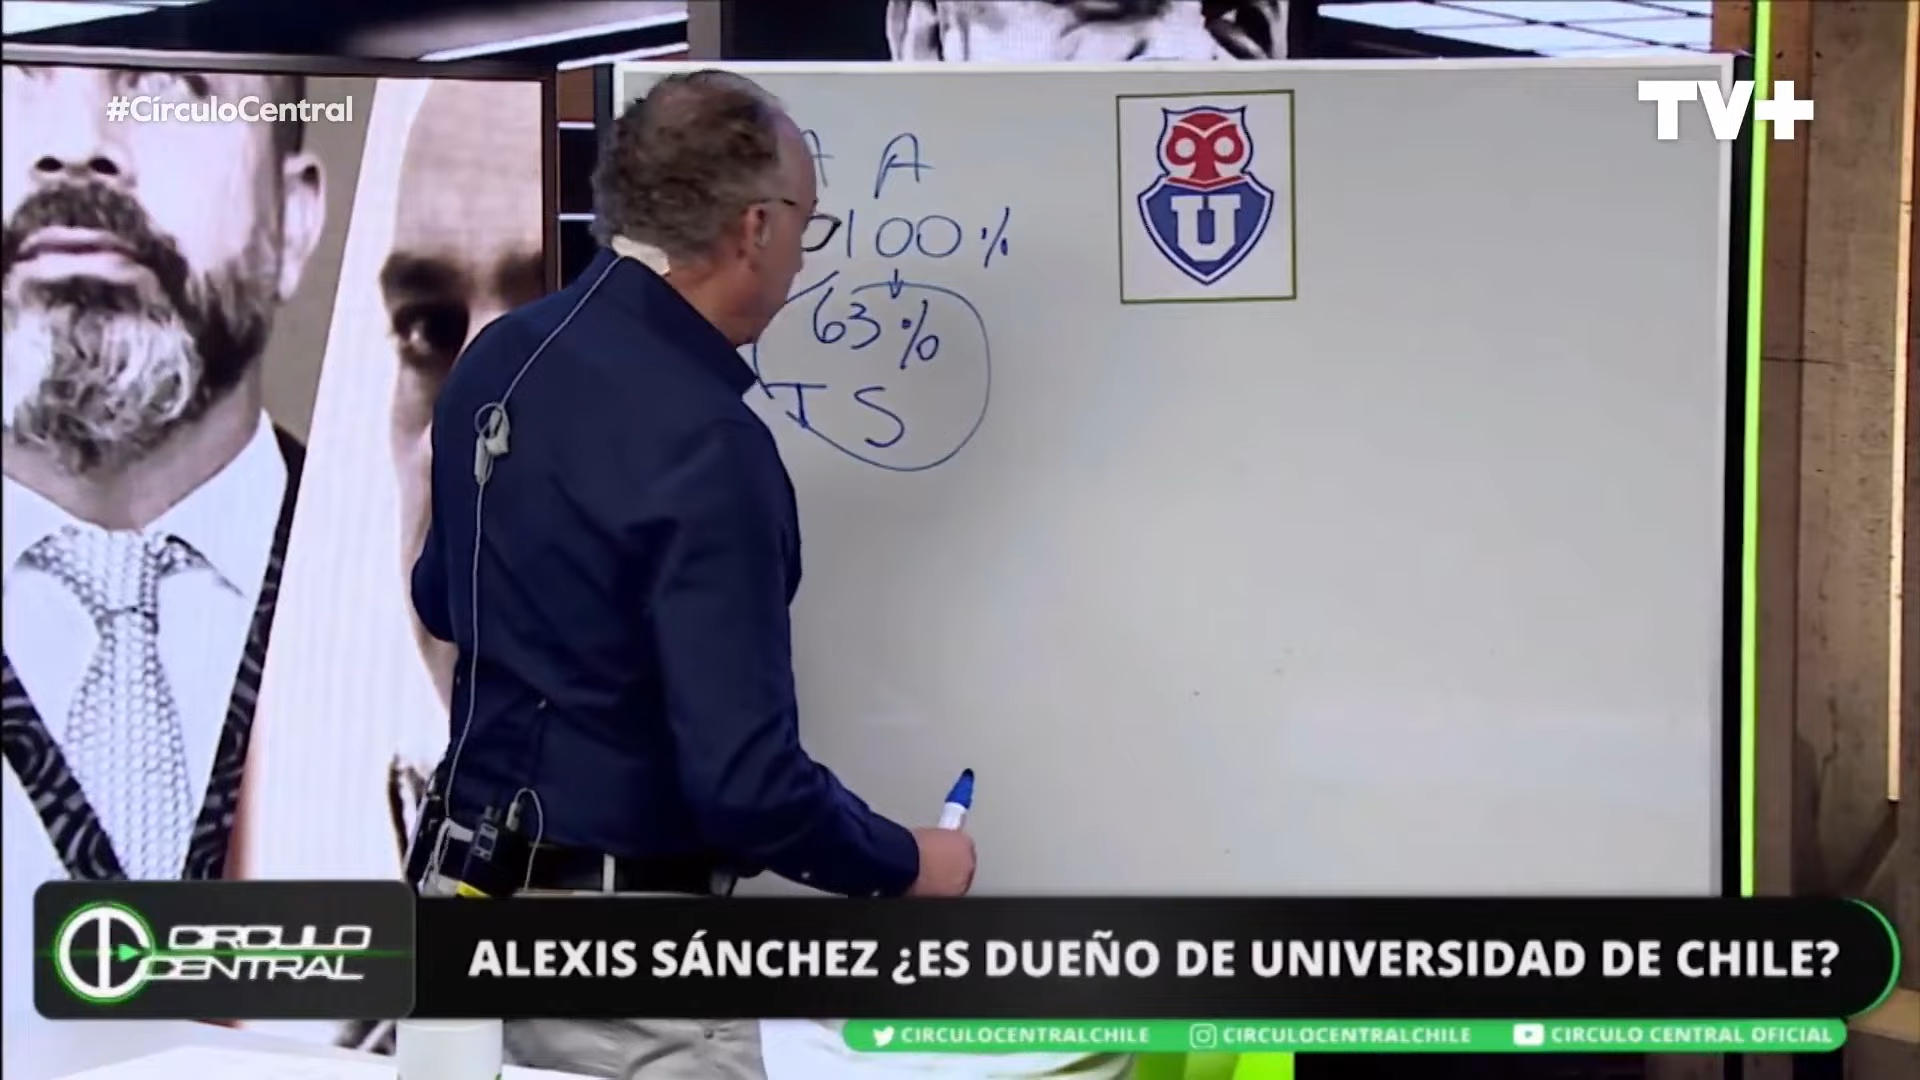 #CírculoCentral
TV+
A A
100%
63%
IS
U
CIRCULO
CENTRAL
ALEXIS SÁNCHEZ ¿ES DUEÑO DE UNIVERSIDAD DE CHILE?
CIRCULOCENTRALCHILE
CIRCULOCENTRALCHILE
CIRCULO CENTRAL OFICIAL